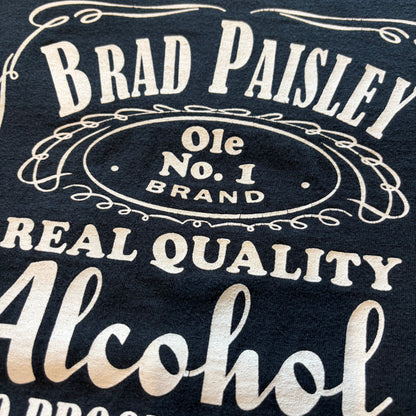 BRAD PAISLEY
Ole
No. 1
BRAND
REAL QUALITY
Alcohol